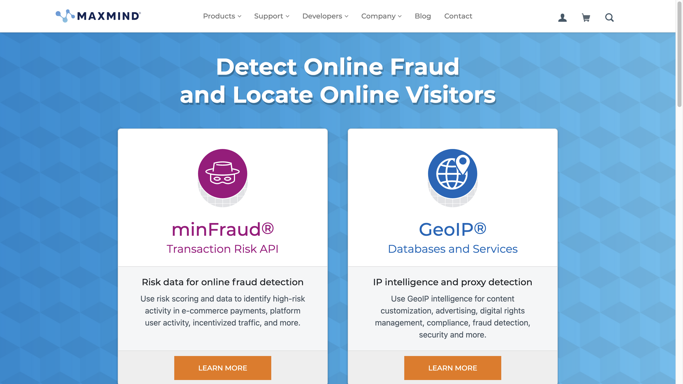 MAXMIND
Products Support Developers Company Blog Contact
Detect Online Fraud
and Locate Online Visitors
minFraud®
Transaction Risk API
Risk data for online fraud detection
Use risk scoring and data to identify high-risk
activity in e-commerce payments, platform
user activity, incentivized traffic, and more.
LEARN MORE
GeoIP®
Databases and Services
IP intelligence and proxy detection
Use GeoIP intelligence for content
customization, advertising, digital rights
management, compliance, fraud detection,
security and more.
LEARN MORE